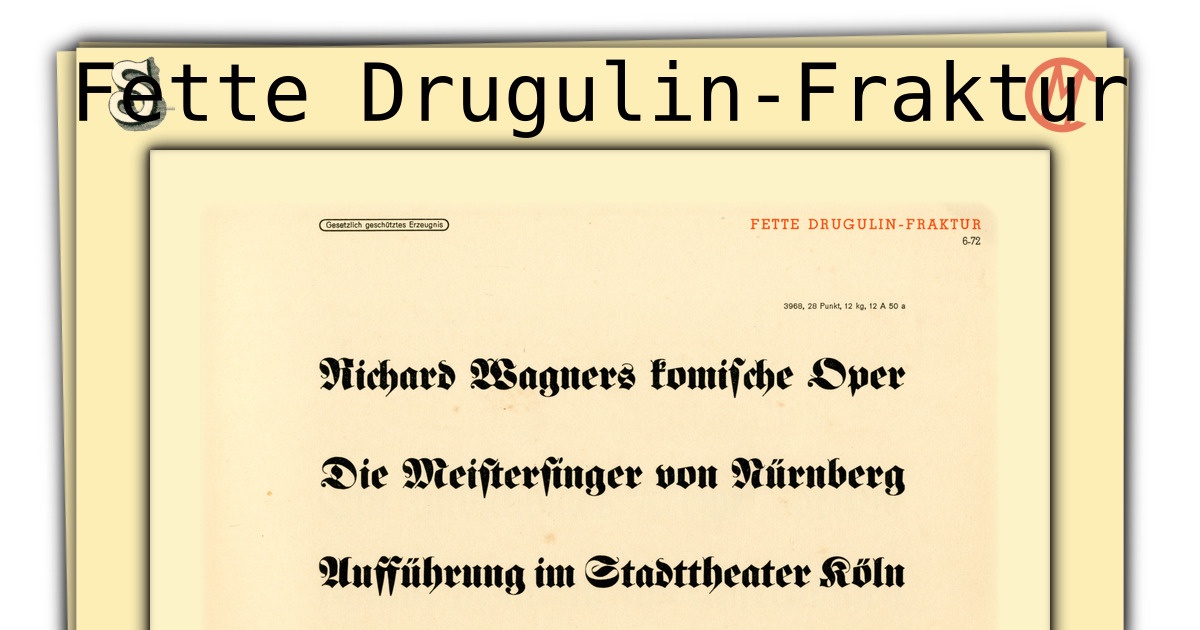 Fette Drugulin-Fraktur
Gesetzlich geschütztes Erzeugnis
FETTE DRUGULIN-FRAKTUR
6-72
3968, 28 Punkt, 12 kg, 12 A 50 a
Richard Wagners komiſche Oper
Die Meiſterſinger von Nürnberg
Aufführung im Stadttheater Köln